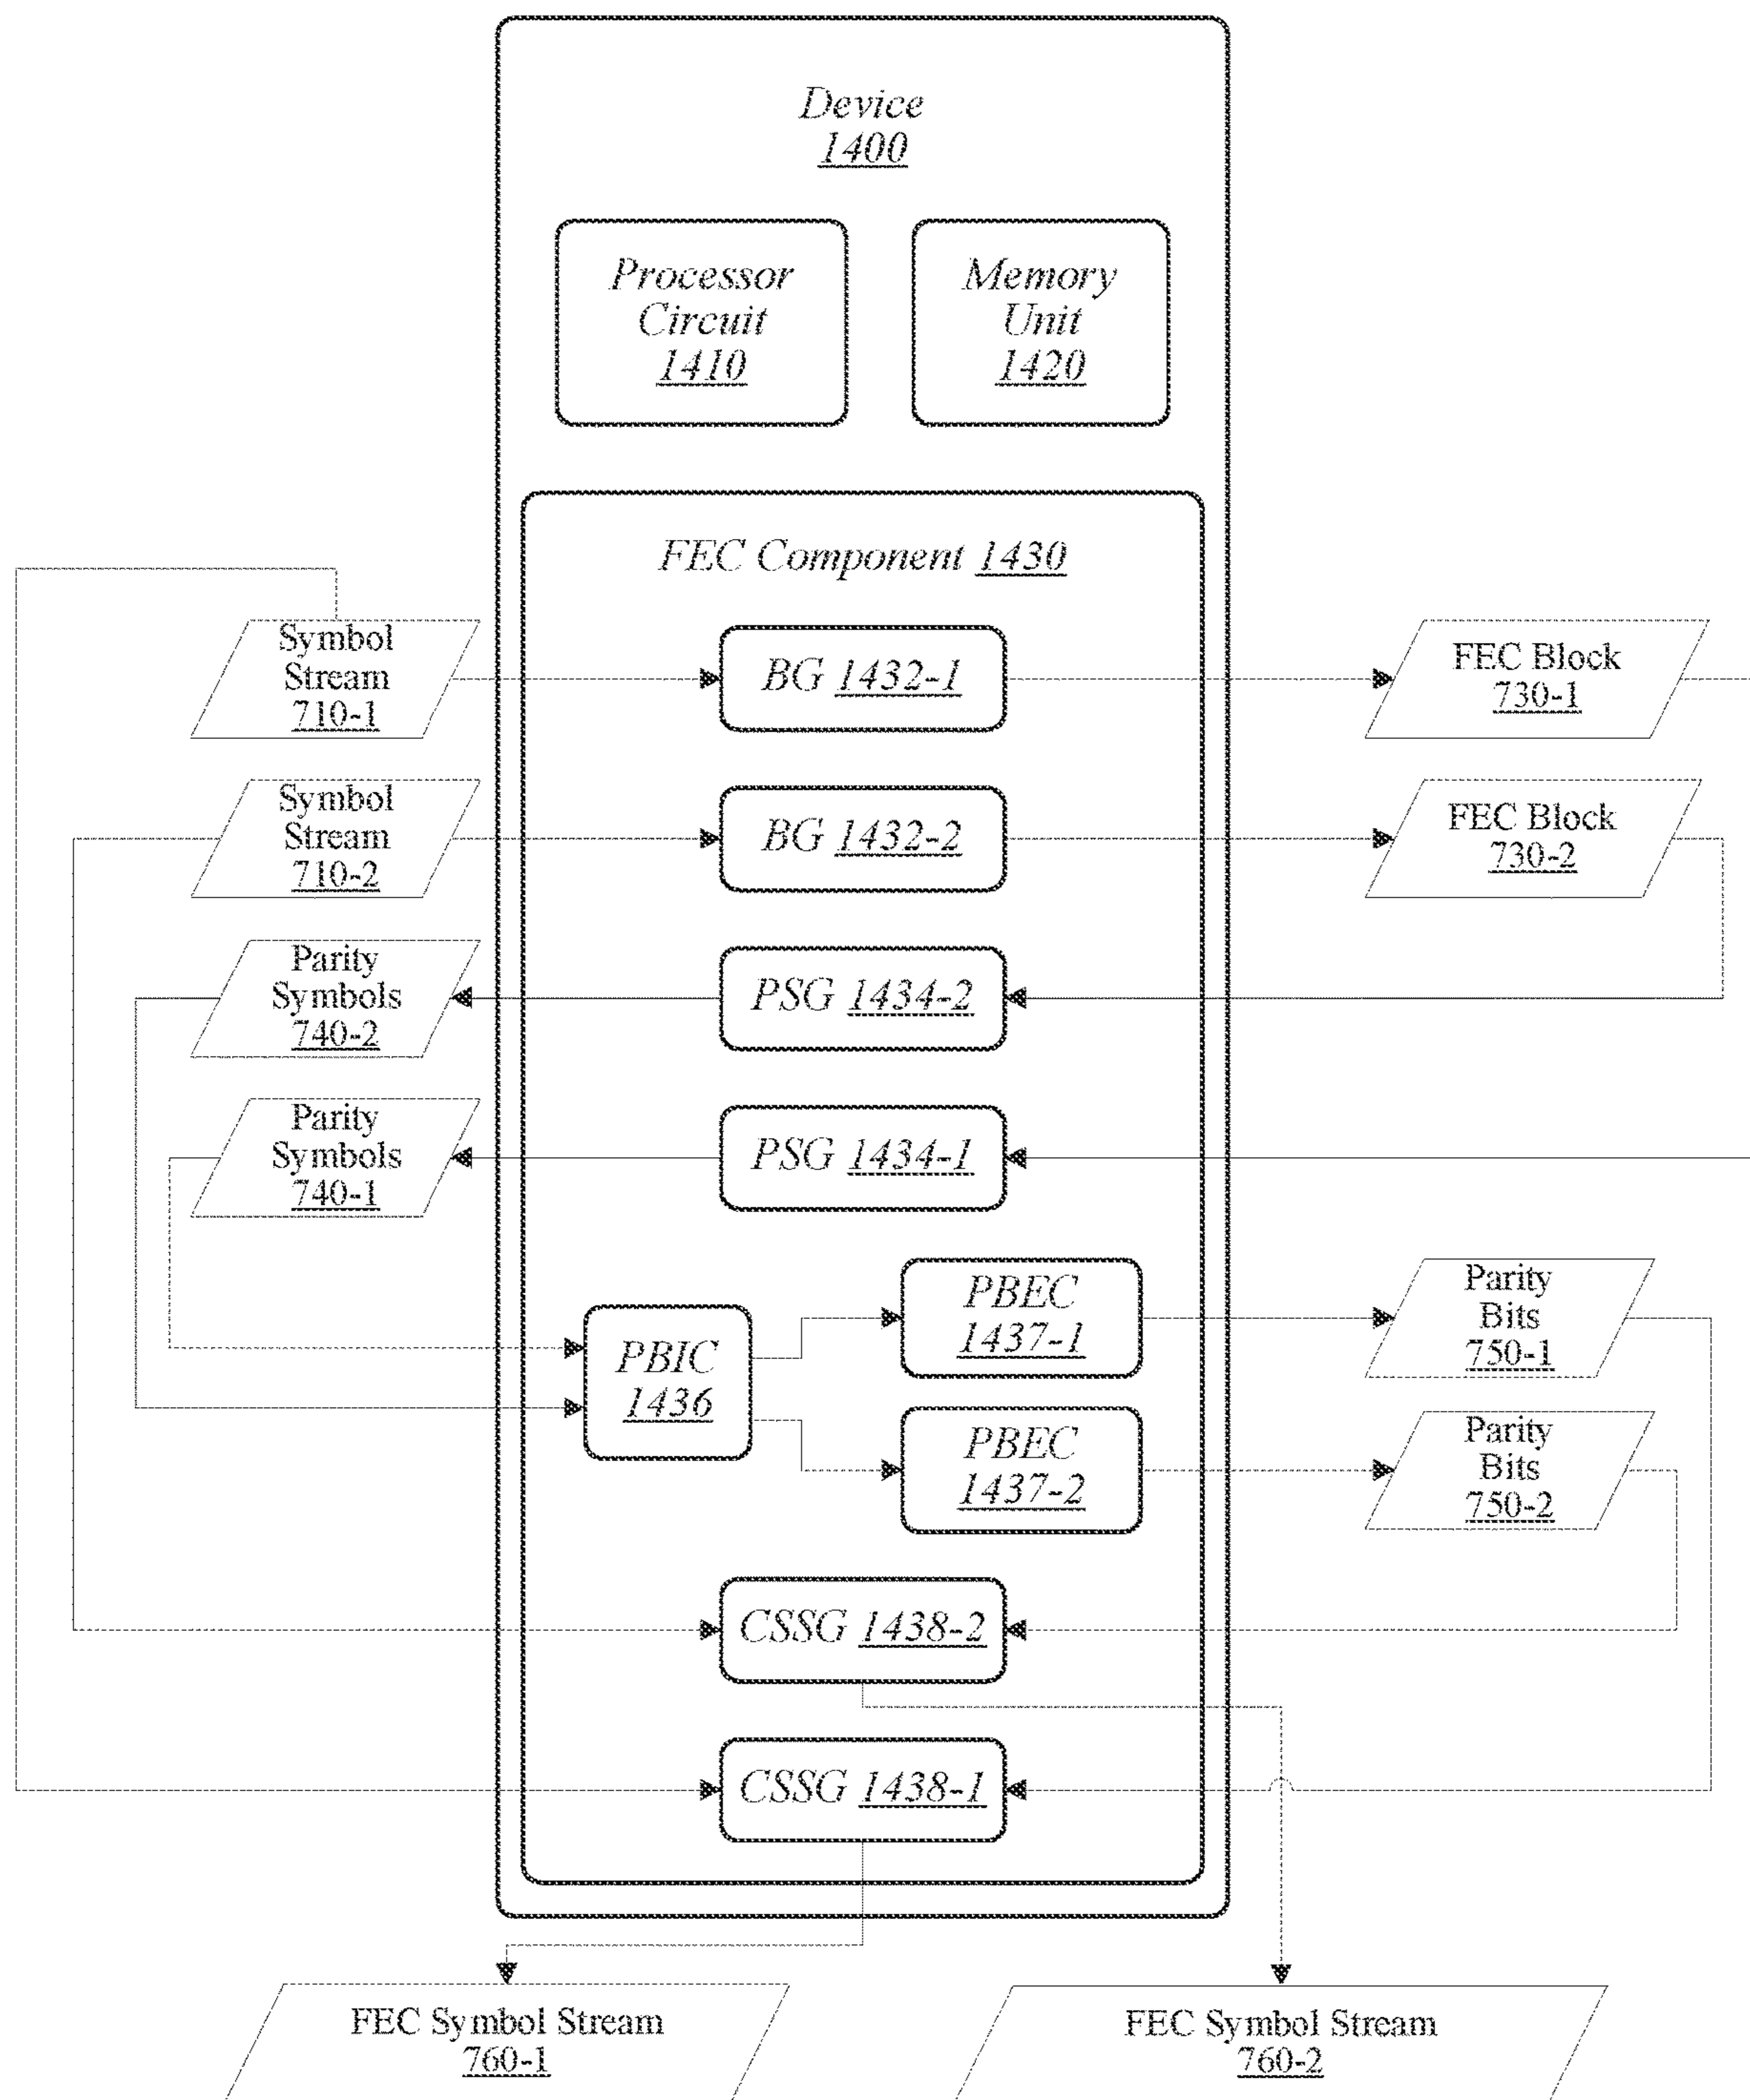 Device
1400
Processor
Circuit
1410
Memory
Unit
1420
FEC Component 1430
Symbol
Stream
710-1
BG 1432-1
FEC Block
730-1
Symbol
Stream
710-2
BG 1432-2
FEC Block
730-2
Parity
Symbols
740-2
PSG 1434-2
Parity
Symbols
740-1
PSG 1434-1
PBIC
1436
PBEC
1437-1
Parity
Bits
750-1
PBEC
1437-2
Parity
Bits
750-2
CSSG 1438-2
CSSG 1438-1
FEC Symbol Stream
760-1
FEC Symbol Stream
760-2